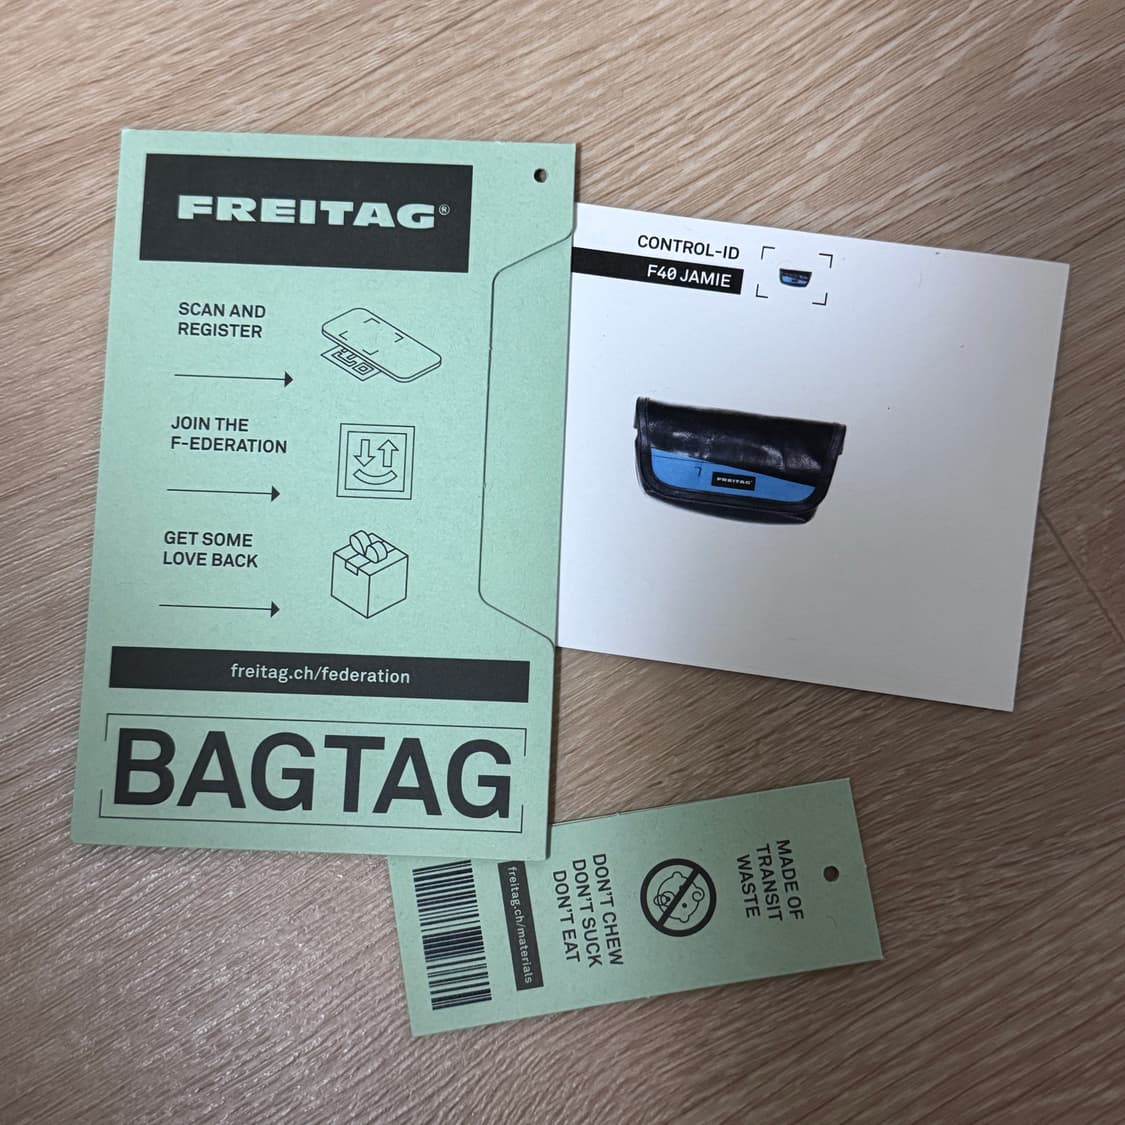 FREITAG®
SCAN AND
REGISTER
JOIN THE
F-EDERATION
GET SOME
LOVE BACK
freitag.ch/federation
BAGTAG
CONTROL-ID
F40 JAMIE
FREITAG
MADE OF
TRANSIT
WASTE
DON'T CHEW
DON'T SUCK
DON'T EAT
freitag.ch/materials